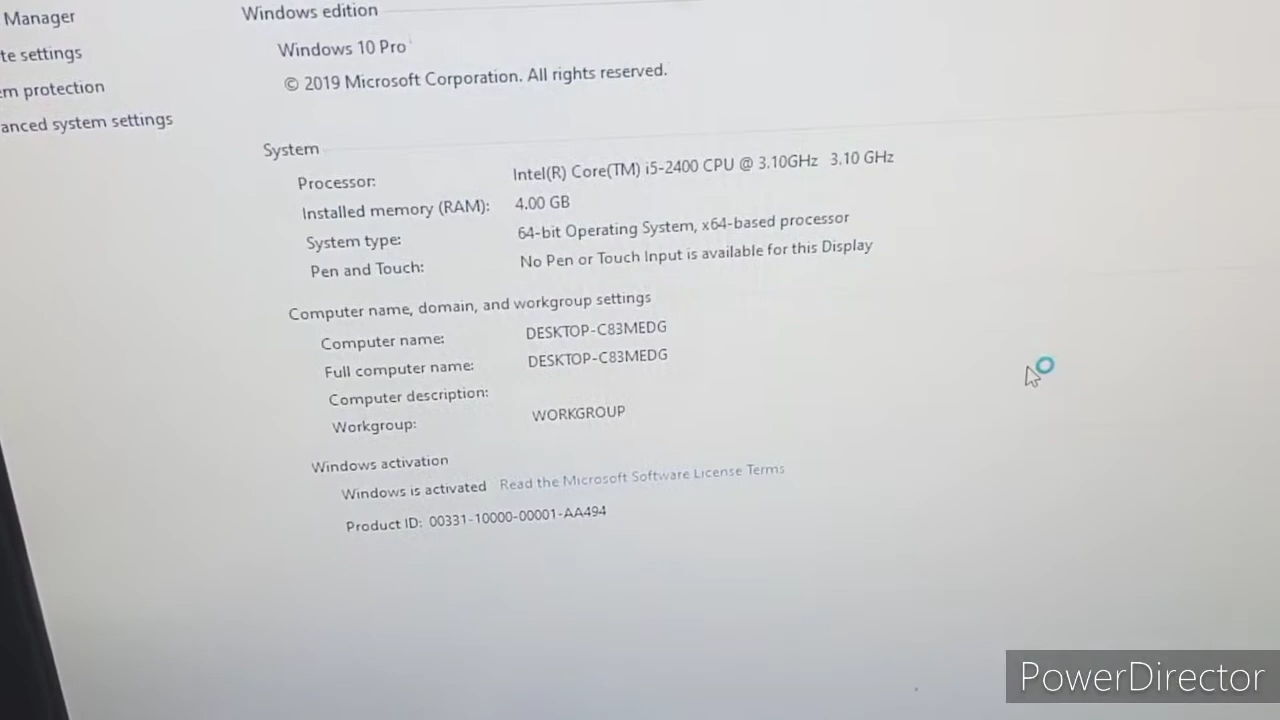 Manager
te settings
em protection
anced system settings
Windows edition
Windows 10 Pro
© 2019 Microsoft Corporation. All rights reserved.
System
Processor: Intel(R) Core(TM) i5-2400 CPU @ 3.10GHz 3.10 GHz
Installed memory (RAM): 4.00 GB
System type: 64-bit Operating System, x64-based processor
Pen and Touch: No Pen or Touch Input is available for this Display
Computer name, domain, and workgroup settings
Computer name: DESKTOP-C83MEDG
Full computer name: DESKTOP-C83MEDG
Computer description:
Workgroup: WORKGROUP
Windows activation
Windows is activated Read the Microsoft Software License Terms
Product ID: 00331-10000-00001-AA494
PowerDirector